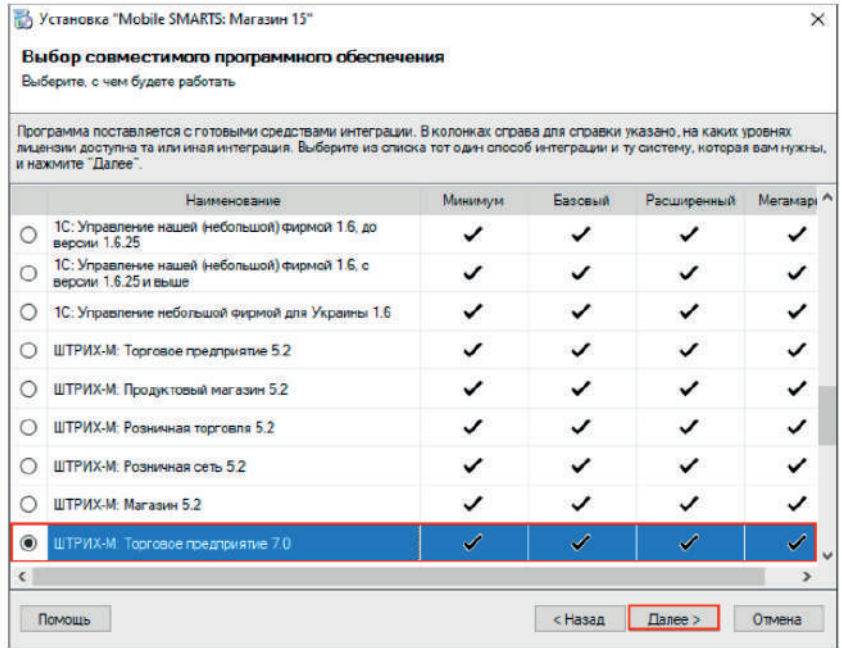 Установка "Mobile SMARTS: Магазин 15"
Выбор совместимого программного обеспечения
Выберите, с чем будете работать
Программа поставляется с готовыми средствами интеграции. В колонках справа для справки указано, на каких уровнях
лицензии доступна та или иная интеграция. Выберите из списка тот один способ интеграции и ту систему, которая вам нужны,
и нажмите "Далее".
Наименование Минимум Базовый Расширенный Мегамарк
1С: Управление нашей (небольшой) фирмой 1.6, до
версии 1.6.25
1С: Управление нашей (небольшой) фирмой 1.6, с
версии 1.6.25 и выше
1С: Управление небольшой фирмой для Украины 1.6
ШТРИХ-М: Торговое предприятие 5.2
ШТРИХ-М: Продуктовый магазин 5.2
ШТРИХ-М: Розничная торговля 5.2
ШТРИХ-М: Розничная сеть 5.2
ШТРИХ-М: Магазин 5.2
ШТРИХ-М: Торговое предприятие 7.0
Помощь < Назад Далее > Отмена